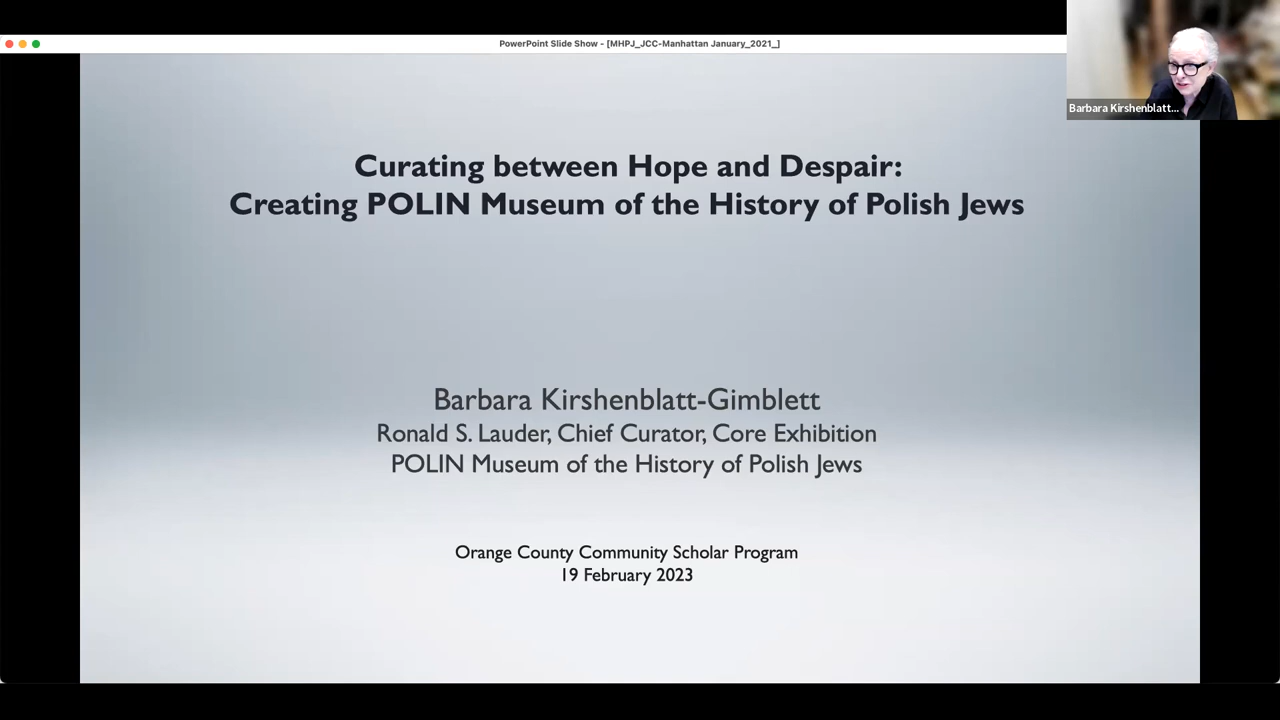 PowerPoint Slide Show - [MHPJ_JCC-Manhattan January_2021_]
Barbara Kirshenblatt...
Curating between Hope and Despair:
Creating POLIN Museum of the History of Polish Jews
Barbara Kirshenblatt-Gimblett
Ronald S. Lauder, Chief Curator, Core Exhibition
POLIN Museum of the History of Polish Jews
Orange County Community Scholar Program
19 February 2023